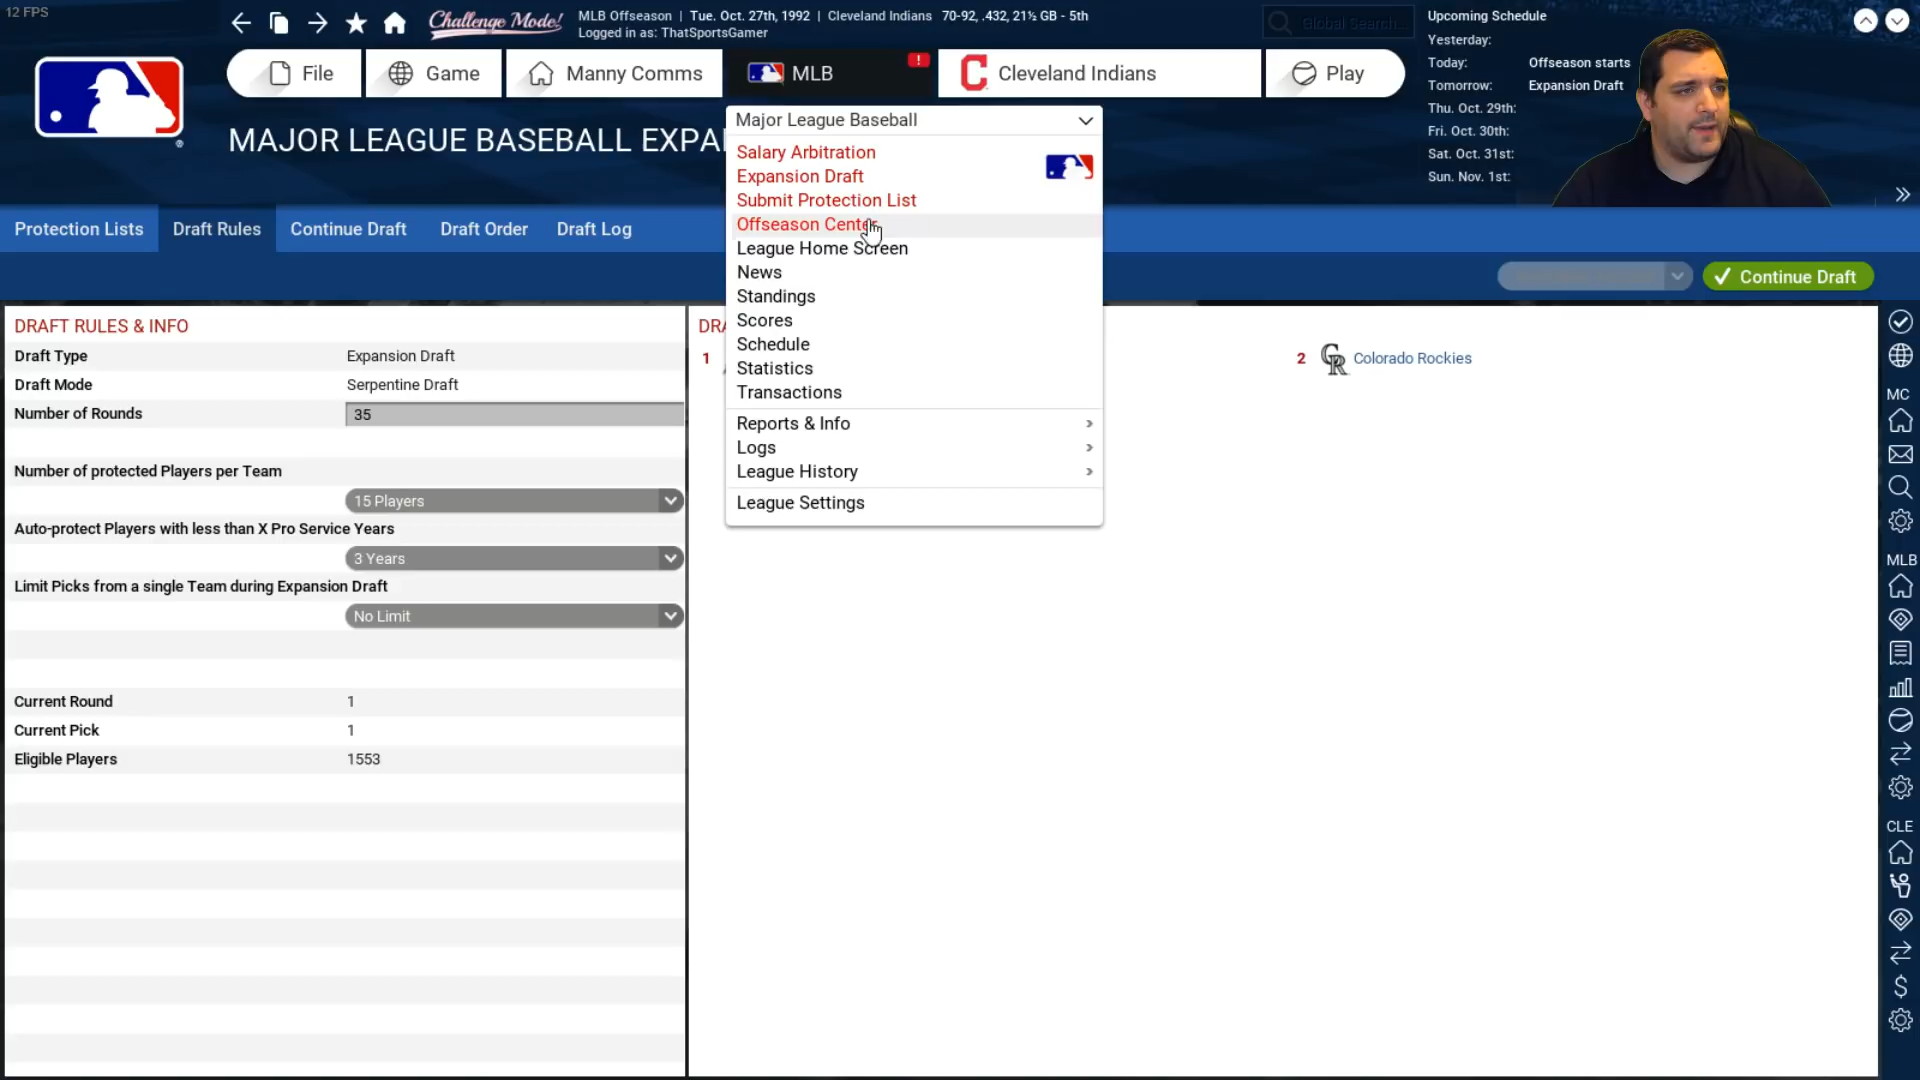 12 FPS
Challenge Mode!
MLB Offseason | Tue. Oct. 27th, 1992 | Cleveland Indians 70-92, .432, 21½ GB - 5th
Logged in as: ThatSportsGamer
Global Search...
Upcoming Schedule
Yesterday:
Today: Offseason starts
Tomorrow: Expansion Draft
Thu. Oct. 29th:
Fri. Oct. 30th:
Sat. Oct. 31st:
Sun. Nov. 1st:
File
Game
Manny Comms
MLB
!
Cleveland Indians
Play
MAJOR LEAGUE BASEBALL EXPA
Major League Baseball
Salary Arbitration
Expansion Draft
Submit Protection List
Offseason Center
League Home Screen
News
Standings
Scores
Schedule
Statistics
Transactions
Reports & Info
Logs
League History
League Settings
Protection Lists
Draft Rules
Continue Draft
Draft Order
Draft Log
Continue Draft
DRAFT RULES & INFO
Draft Type Expansion Draft
Draft Mode Serpentine Draft
Number of Rounds 35
Number of protected Players per Team
15 Players
Auto-protect Players with less than X Pro Service Years
3 Years
Limit Picks from a single Team during Expansion Draft
No Limit
Current Round 1
Current Pick 1
Eligible Players 1553
DRA
1
2 CR Colorado Rockies
MC
MLB
CLE
$